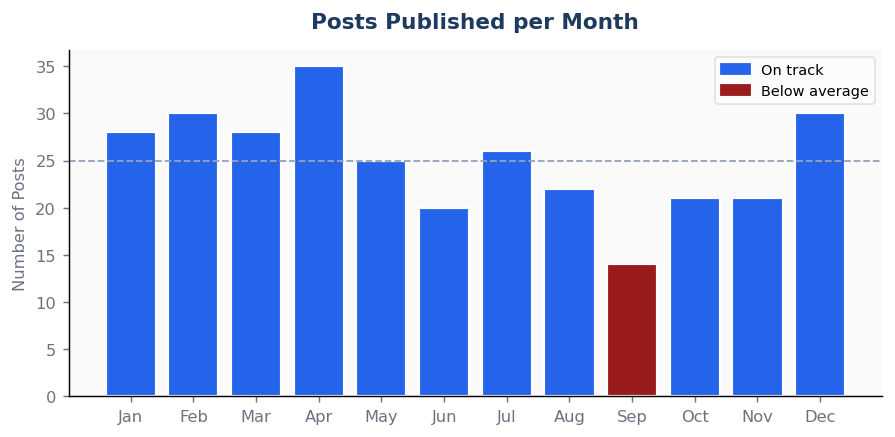 Posts Published per Month
On track
Below average
Number of Posts
35
30
25
20
15
10
5
0
Jan Feb Mar Apr May Jun Jul Aug Sep Oct Nov Dec